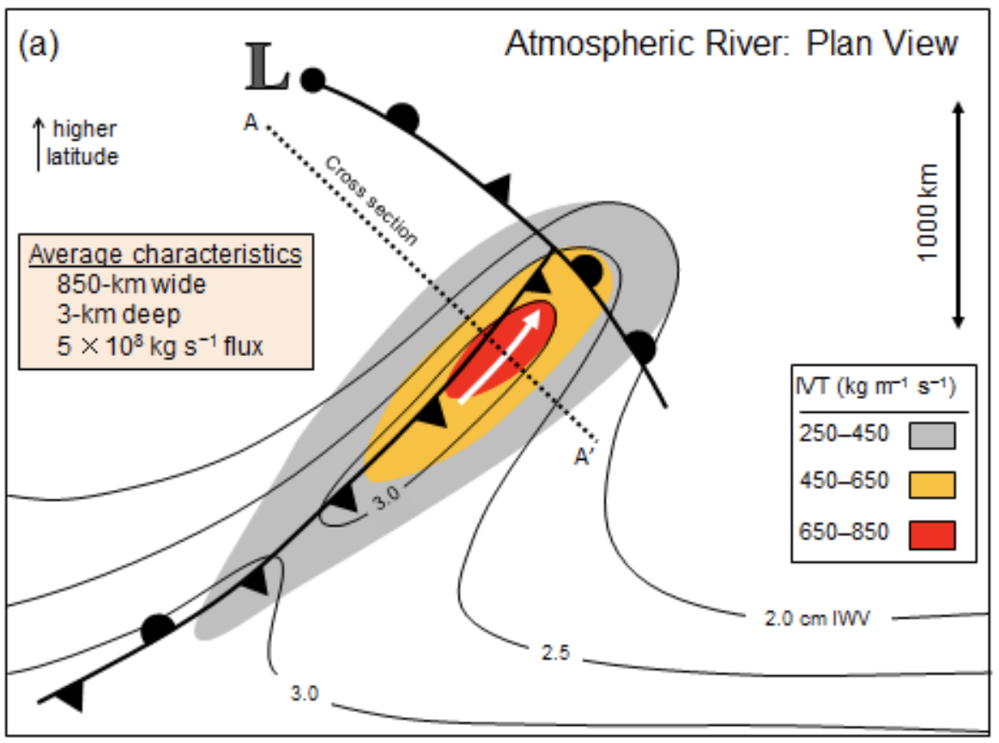 (a)
Atmospheric River: Plan View
L
A
higher
latitude
Cross section
1000 km
Average characteristics
850-km wide
3-km deep
5 × 10⁸ kg s⁻¹ flux
IVT (kg m⁻¹ s⁻¹)
250–450
450–650
650–850
A'
3.0
2.0 cm IWV
2.5
3.0